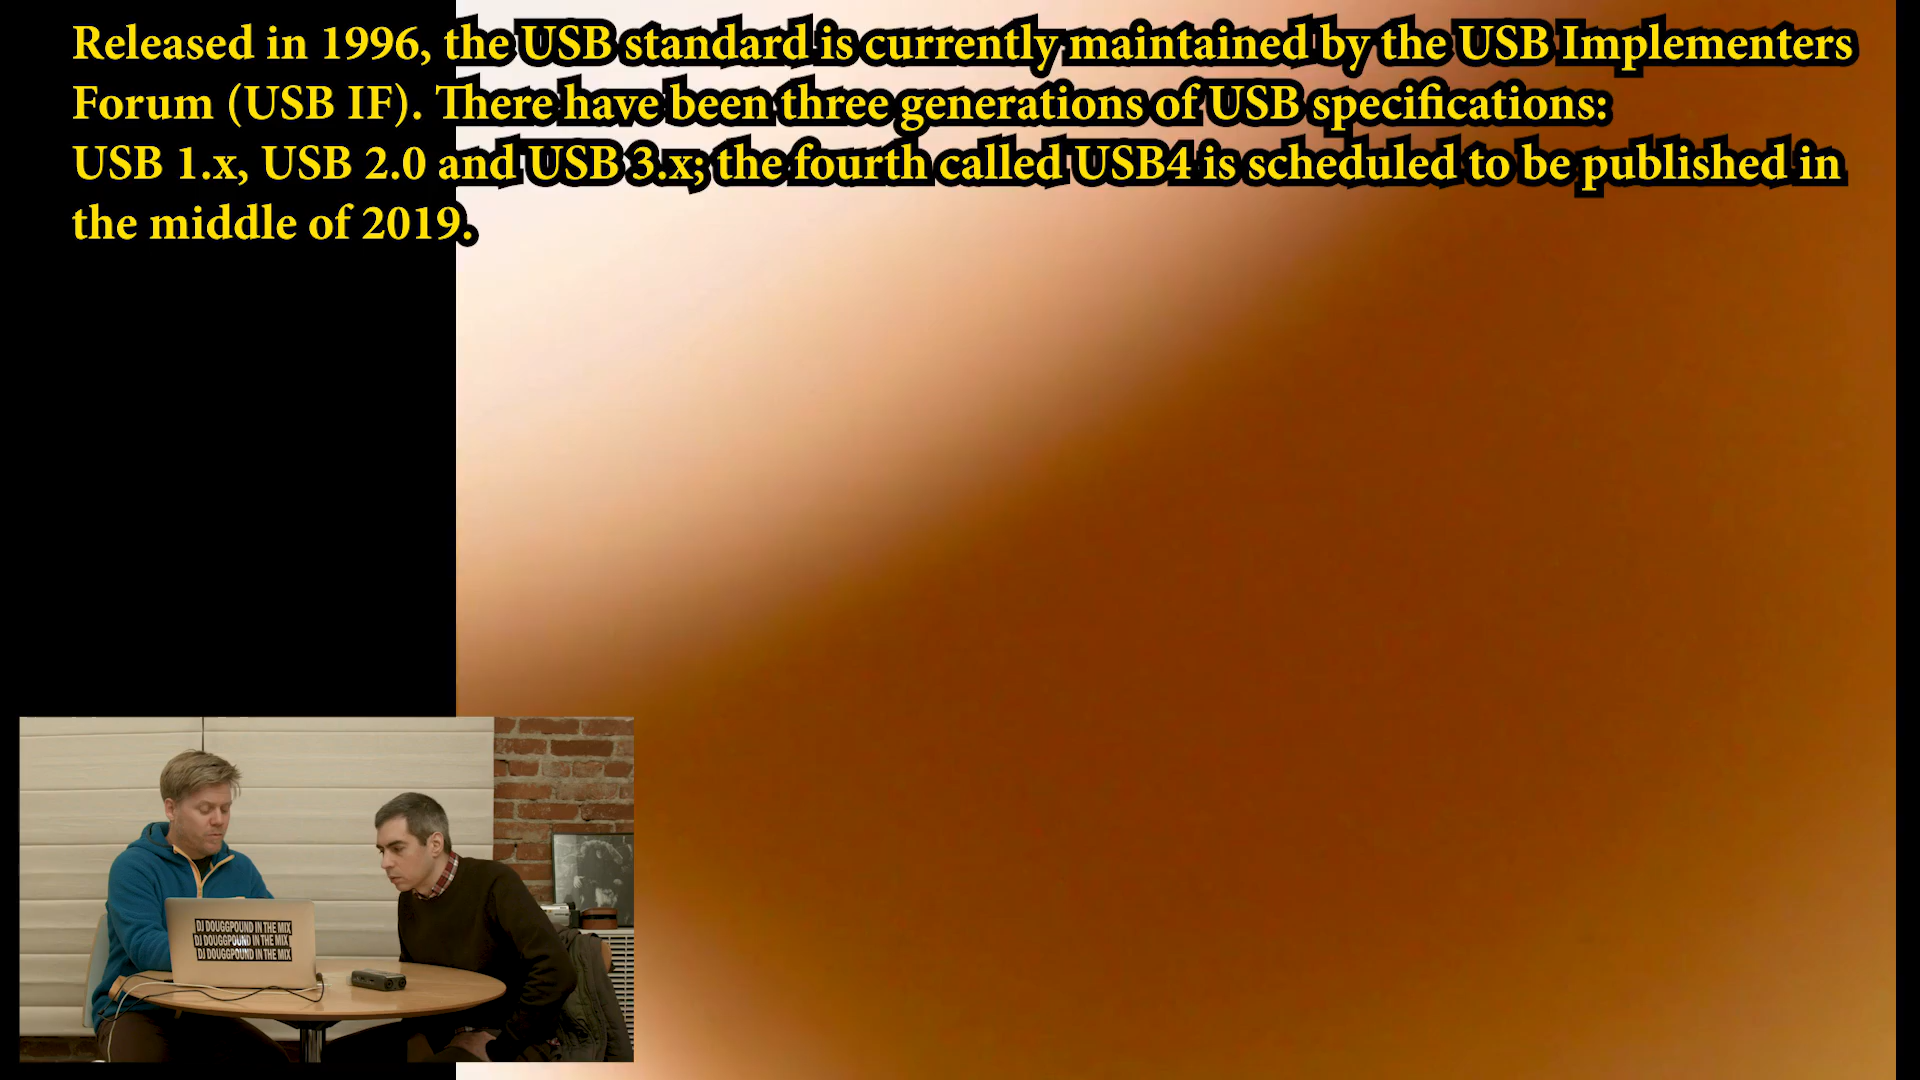 Released in 1996, the USB standard is currently maintained by the USB Implementers
Forum (USB IF). There have been three generations of USB specifications:
USB 1.x, USB 2.0 and USB 3.x; the fourth called USB4 is scheduled to be published in
the middle of 2019.
DJ DOUGGPOUND IN THE MIX
DJ DOUGGPOUND IN THE MIX
DJ DOUGGPOUND IN THE MIX